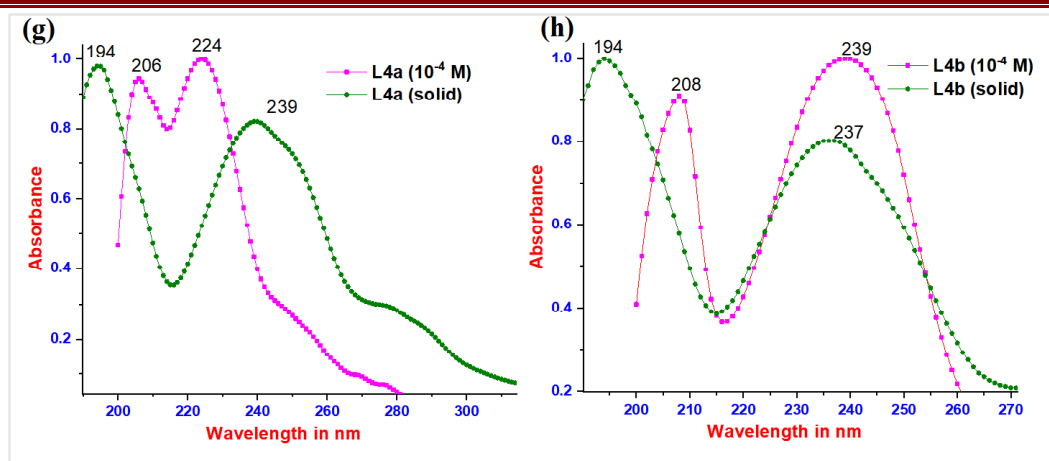 (g)
194
206
224
239
L4a (10⁻⁴ M)
L4a (solid)
1.0
0.8
0.6
0.4
0.2
Absorbance
200 220 240 260 280 300
Wavelength in nm
(h)
194
208
239
237
L4b (10⁻⁴ M)
L4b (solid)
1.0
0.8
0.6
0.4
0.2
Absorbance
200 210 220 230 240 250 260 270
Wavelength in nm